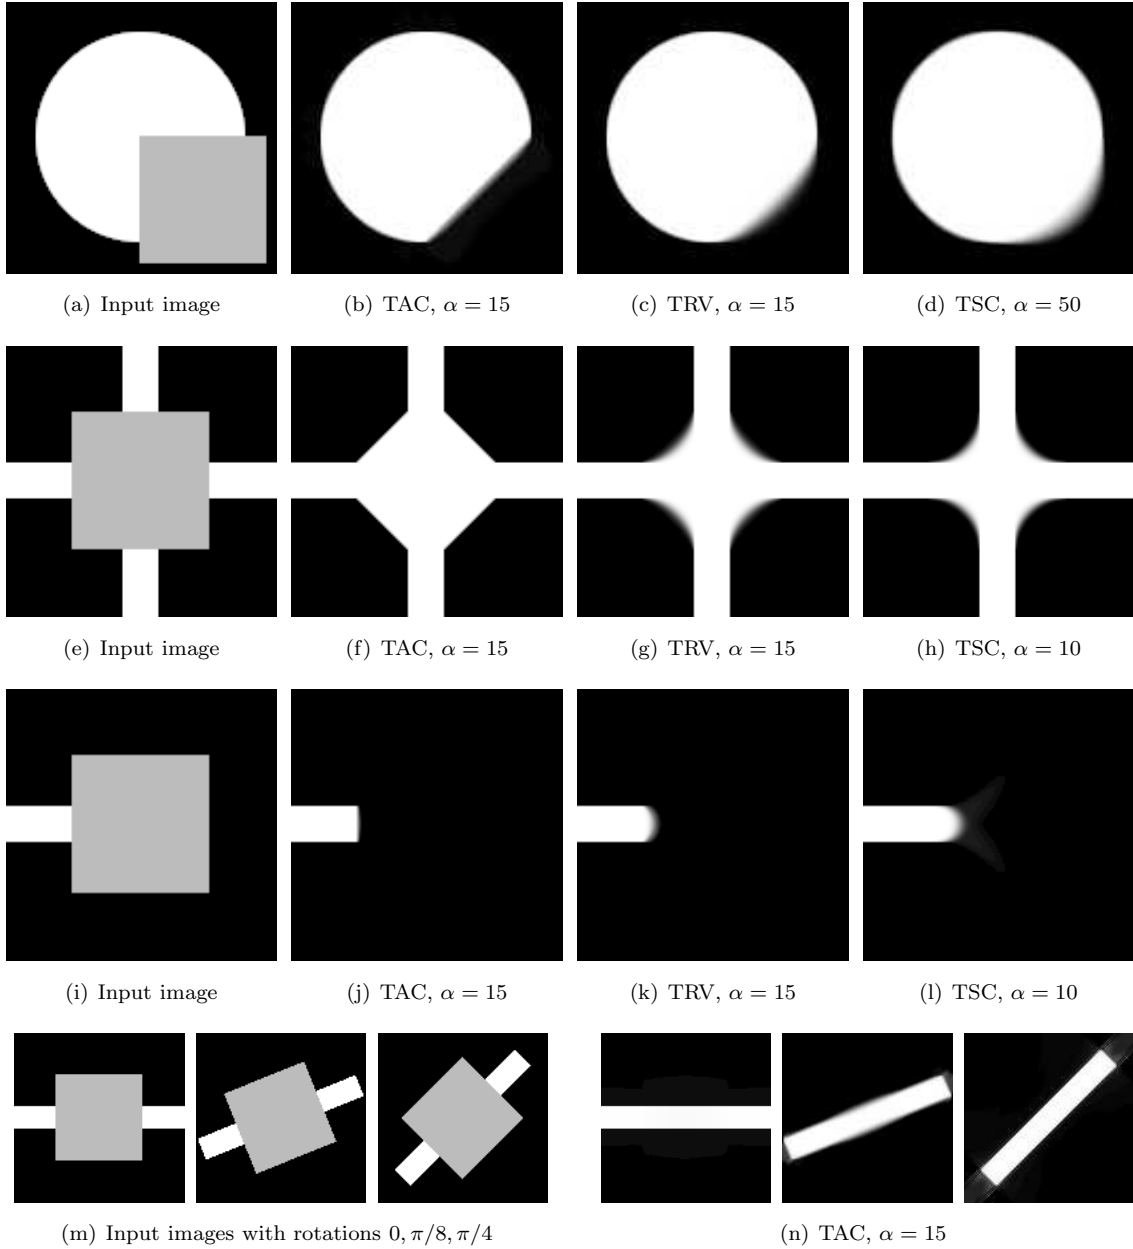 (a) Input image
(b) TAC, α = 15
(c) TRV, α = 15
(d) TSC, α = 50
(e) Input image
(f) TAC, α = 15
(g) TRV, α = 15
(h) TSC, α = 10
(i) Input image
(j) TAC, α = 15
(k) TRV, α = 15
(l) TSC, α = 10
(m) Input images with rotations 0, π/8, π/4
(n) TAC, α = 15